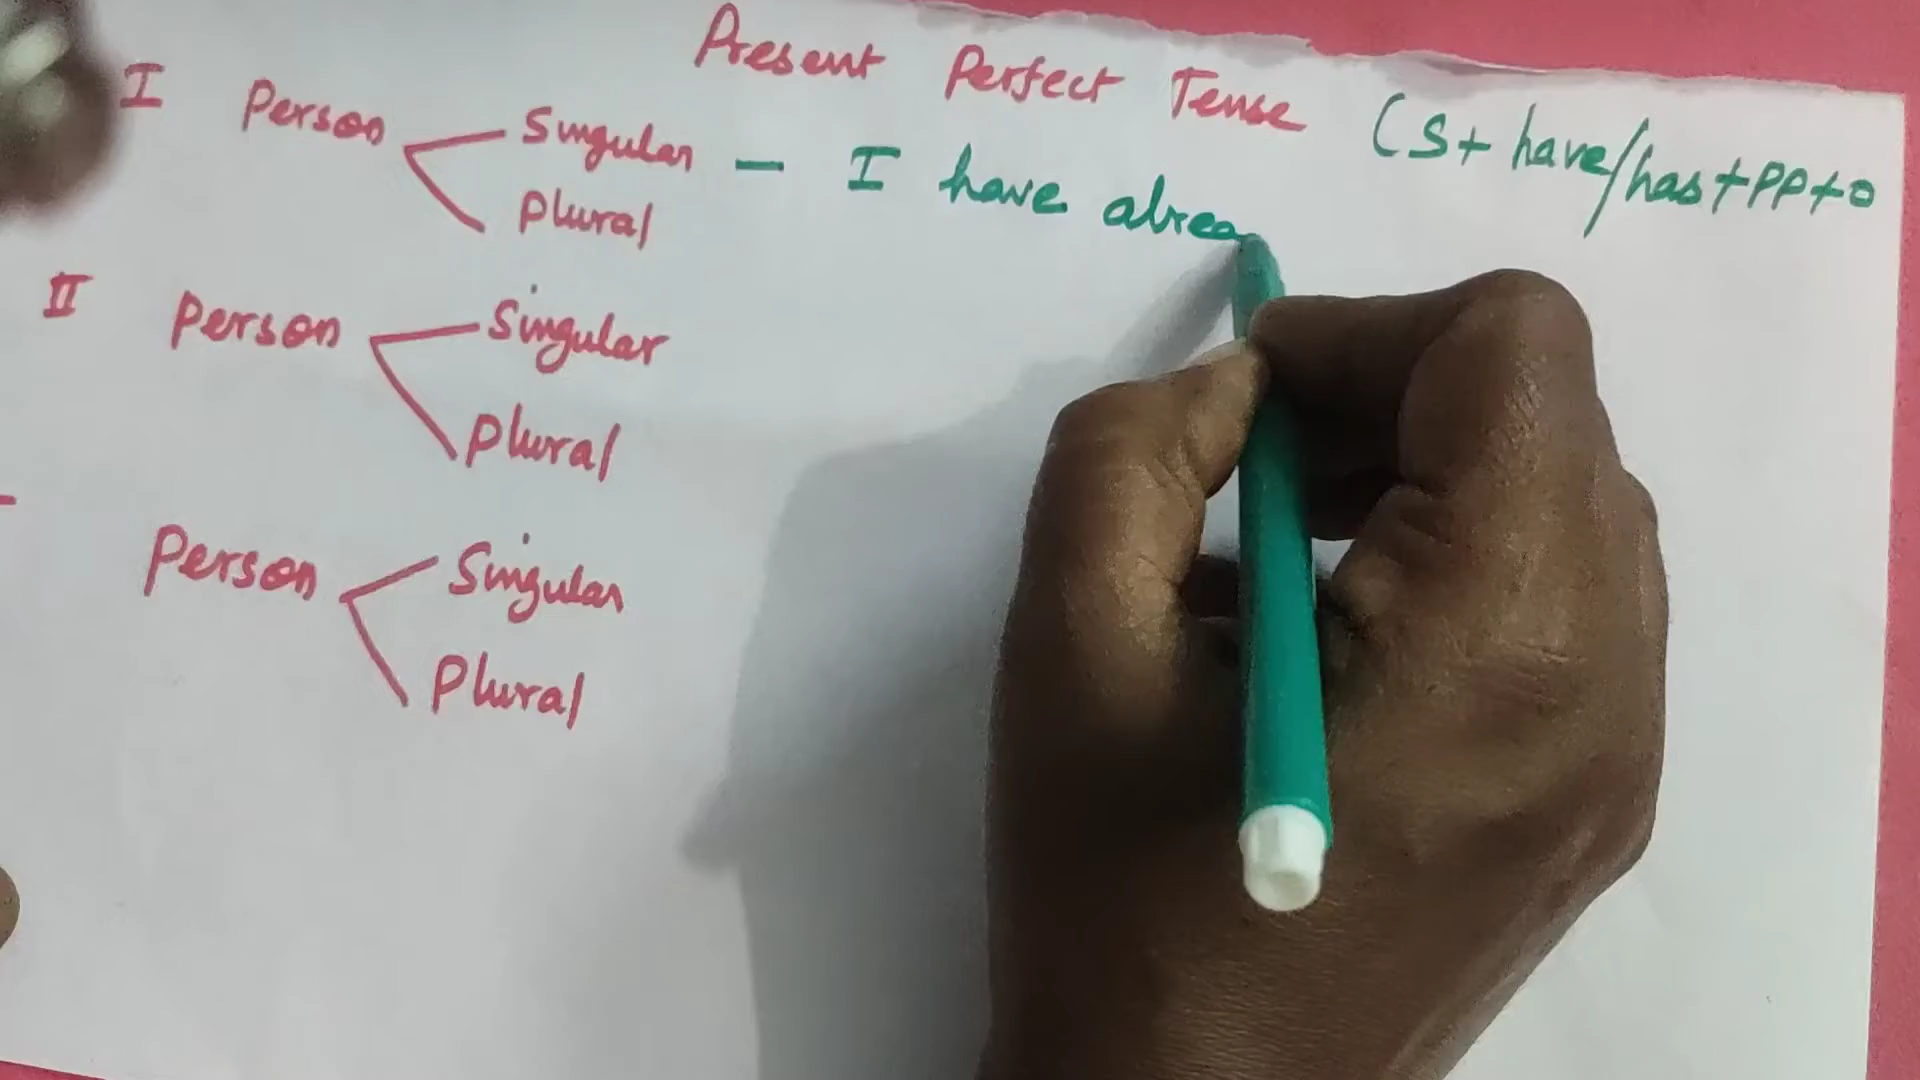 Present Perfect Tense (S+ have/has+PP+o
I Person Singular - I have alrea
Plural
II Person Singular
Plural
Person Singular
Plural